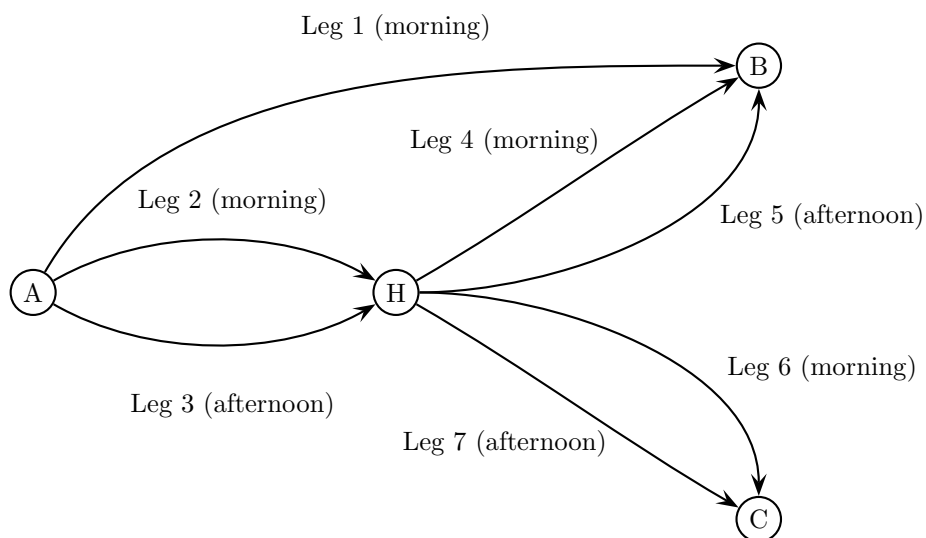 Leg 1 (morning)
B
Leg 4 (morning)
Leg 2 (morning)
Leg 5 (afternoon)
A
H
Leg 6 (morning)
Leg 3 (afternoon)
Leg 7 (afternoon)
C